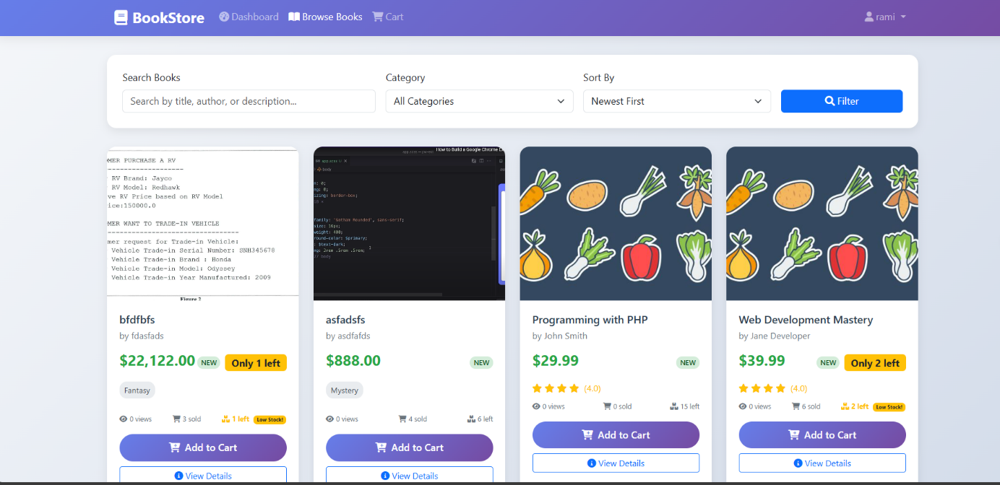 BookStore Dashboard Browse Books Cart rami
Search Books Category Sort By
Search by title, author, or description... All Categories Newest First Filter
MER PURCHASE A RV
RV Brand: Jayco
RV Model: Redhawk
ve RV Price based on RV Model
ice:150000.0
MER WANT TO TRADE-IN VEHICLE
mer request for Trade-in Vehicle:
Vehicle Trade-in Serial Number: SNH345678
Vehicle Trade-in Brand : Honda
Vehicle Trade-in Model: Odyssey
Vehicle Trade-in Year Manufactured: 2009
Figure 2
bfdfbfs
by fdasfads
$22,122.00 NEW Only 1 left
Fantasy
0 views 3 sold 1 left Low Stock!
Add to Cart
View Details
How to Build a Google Chrome
app.scss
body
n: 0;
ng: 0;
izing: border-box;
family: 'Gotham Rounded', sans-serif;
size: 16px;
weight: 400;
round-color: $primary;
: $text-dark;
ng: 3rem .5rem .5rem;
body
asfadsfs
by asdfafds
$888.00 NEW
Mystery
0 views 4 sold 6 left
Add to Cart
View Details
Programming with PHP
by John Smith
$29.99 NEW
(4.0)
0 views 0 sold 15 left
Add to Cart
View Details
Web Development Mastery
by Jane Developer
$39.99 NEW Only 2 left
(4.0)
0 views 6 sold 2 left Low Stock!
Add to Cart
View Details